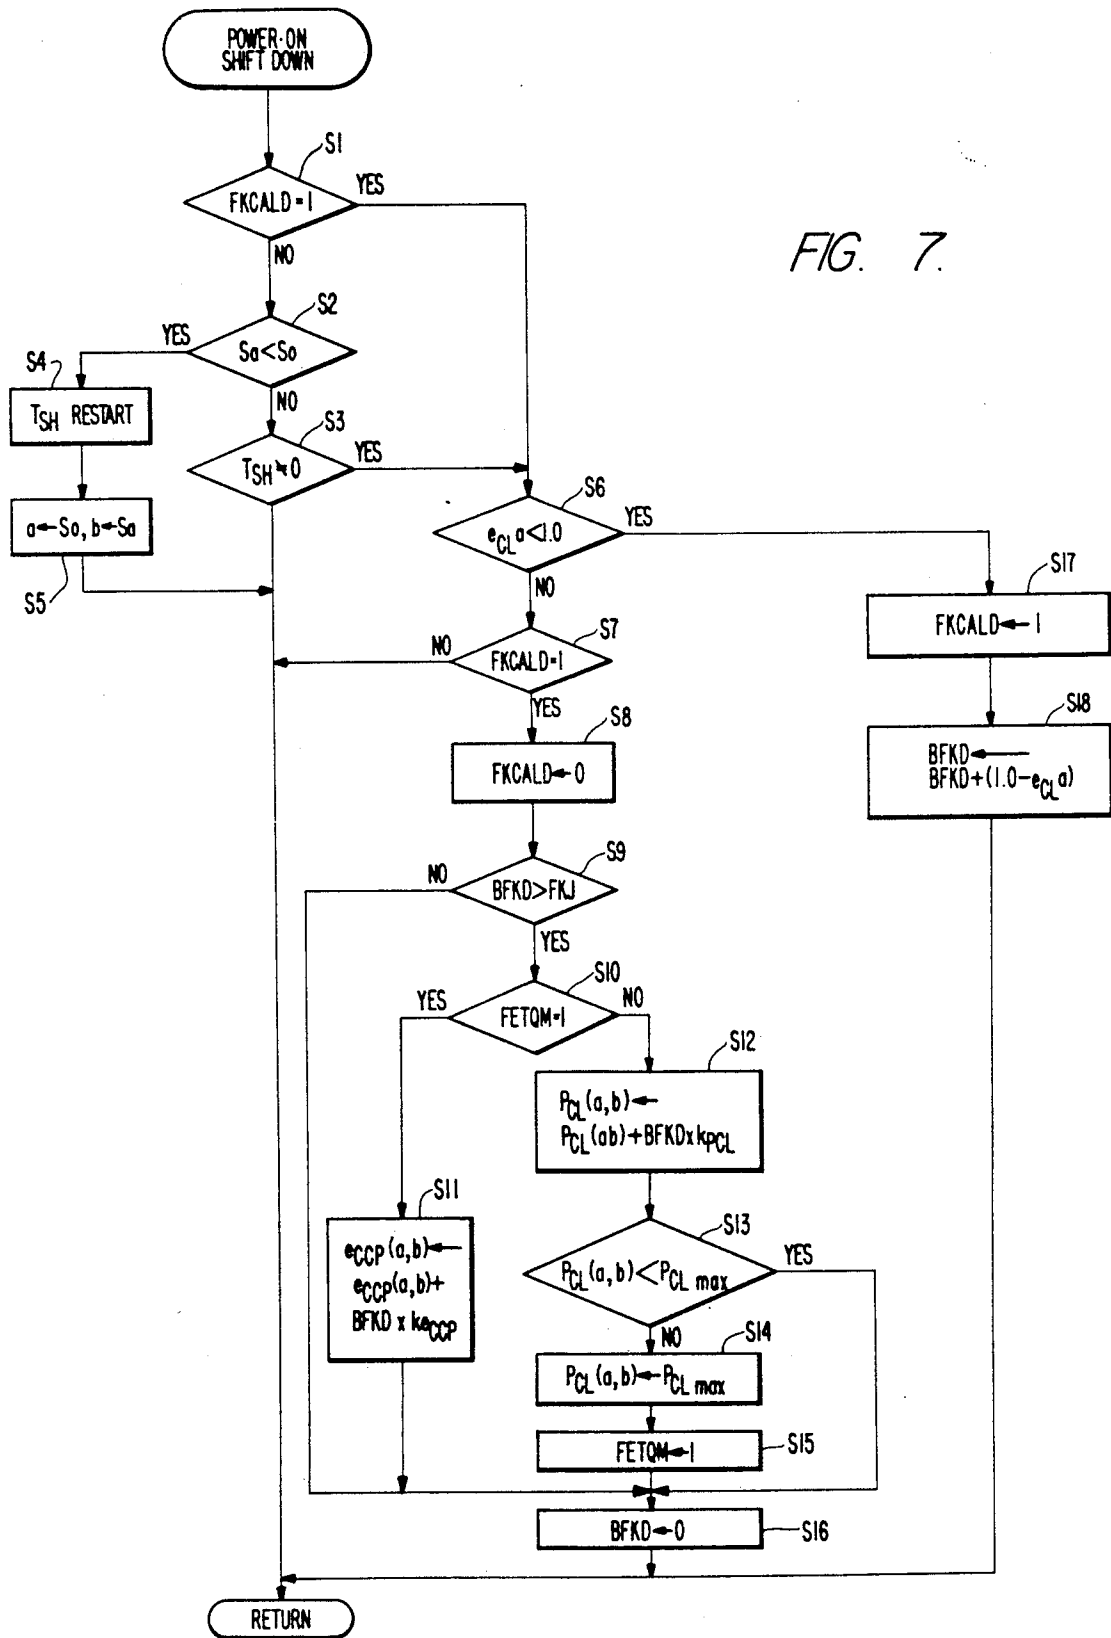 POWER-ON
SHIFT DOWN
S1
FKCALD=1
YES
NO
FIG. 7.
S2
YES
Sa<So
NO
S4
TSH RESTART
S3
TSH≒0
YES
a←So, b←Sa
S5
S6
eCLa<1.0
YES
NO
S17
FKCALD←1
S7
NO
FKCALD=1
YES
S18
BFKD←
BFKD+(1.0-eCLa)
S8
FKCALD←0
S9
NO
BFKD>FKJ
YES
S10
YES
FETQM=1
NO
S12
PCL(a,b)←
PCL(ab)+BFKDxkPCL
S11
eCCP(a,b)←
eCCP(a,b)+
BFKD x keCCP
S13
PCL(a,b)<PCL max
YES
NO
S14
PCL(a,b)←PCL max
FETQM←1
S15
BFKD←0
S16
RETURN